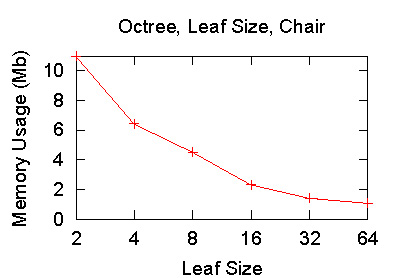 Octree, Leaf Size, Chair
Memory Usage (Mb)
10
8
6
4
2
0
2 4 8 16 32 64
Leaf Size